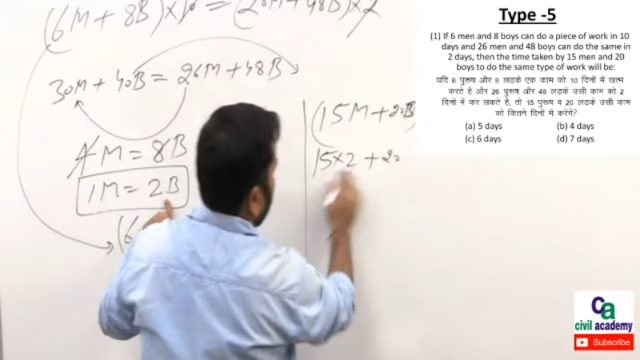 (6M + 8B) × 10 = (26M + 48B) × 2
30M + 40B = 26M + 48B
4M = 8B
1M = 2B
(6
(15M + 20B)
15×2 + 20
Type -5
(1) If 6 men and 8 boys can do a piece of work in 10
days and 26 men and 48 boys can do the same in
2 days, then the time taken by 15 men and 20
boys to do the same type of work will be:
यदि 6 पुरूष और 8 लड़के एक काम को 10 दिनों में खत्म
करते है और 26 पुरूष और 48 लड़के उसी काम को 2
दिनों में कर सकते है, तो 15 पुरूष व 20 लड़के उसी काम
को कितने दिनों में करेंगे?
(a) 5 days (b) 4 days
(c) 6 days (d) 7 days
ca
civil academy
Subscribe